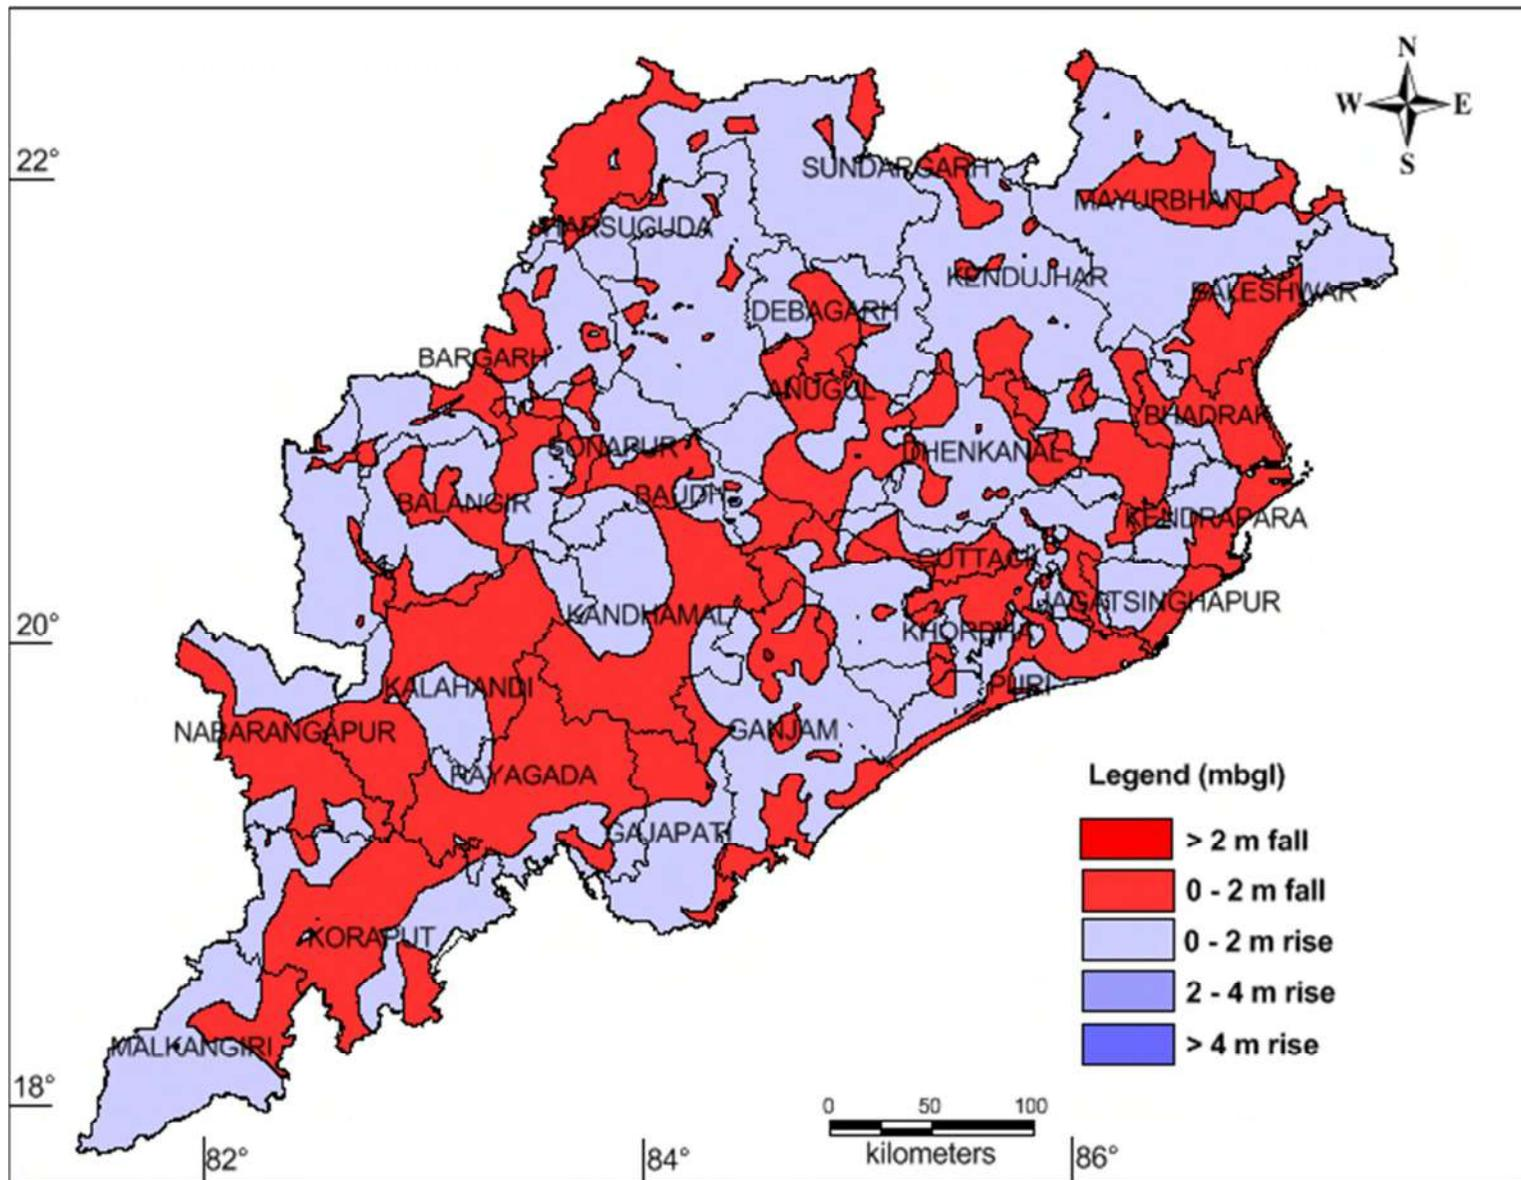 N
W E
S
22°
SUNDARGARH
MAYURBHANJ
JHARSUGUDA
KENDUJHAR
BALESHWAR
DEBAGARH
BARGARH
ANUGUL
BHADRAK
SONAPUR
DHENKANAL
BALANGIR
BAUDH
KENDRAPARA
CUTTACK
20°
KANDHAMAL
JAGATSINGHAPUR
KHORDHA
KALAHANDI
PURI
NABARANGAPUR
GANJAM
RAYAGADA
GAJAPATI
KORAPUT
MALKANGIRI
18°
Legend (mbgl)
> 2 m fall
0 - 2 m fall
0 - 2 m rise
2 - 4 m rise
> 4 m rise
0 50 100
kilometers
82° 84° 86°